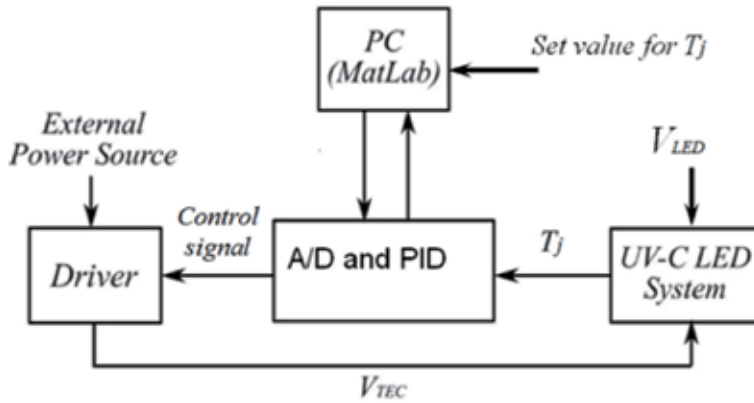 PC
(MatLab)
Set value for Tj
External
Power Source
VLED
Control
signal
Driver
A/D and PID
Tj
UV-C LED
System
VTEC